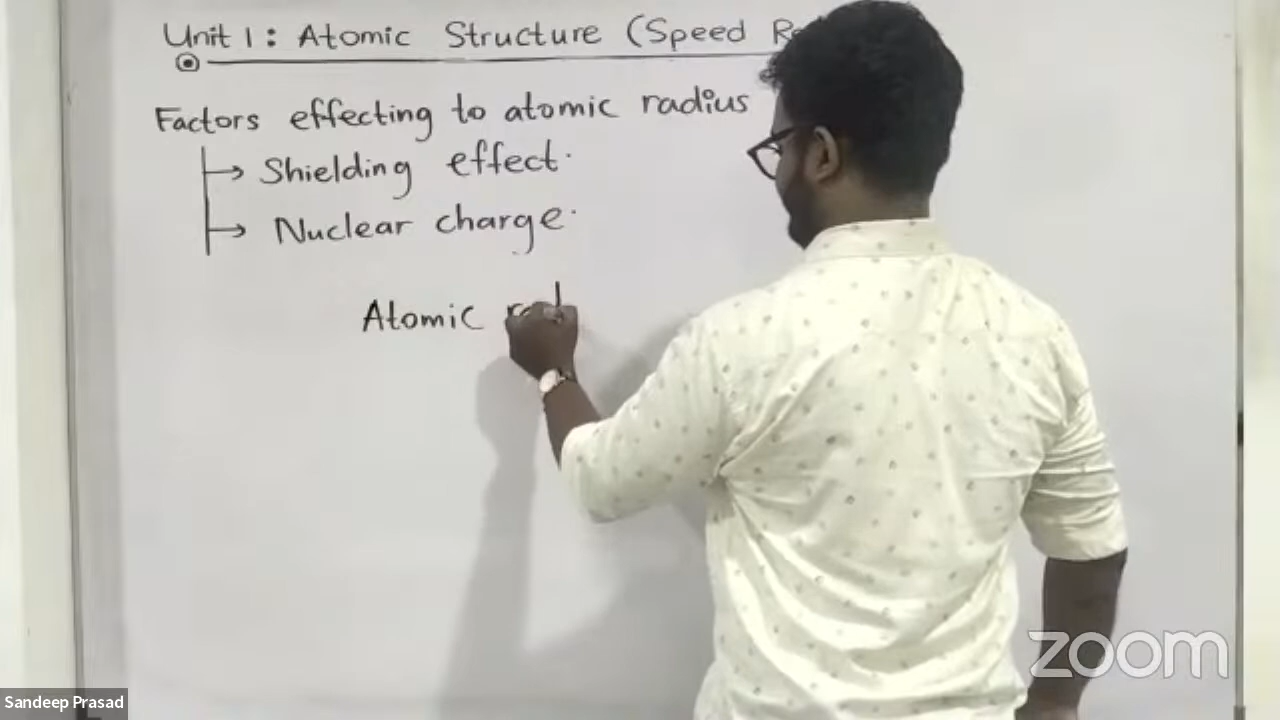 Unit 1: Atomic Structure (Speed
Factors effecting to atomic radius
Shielding effect.
Nuclear charge.
Atomic
zoom
Sandeep Prasad